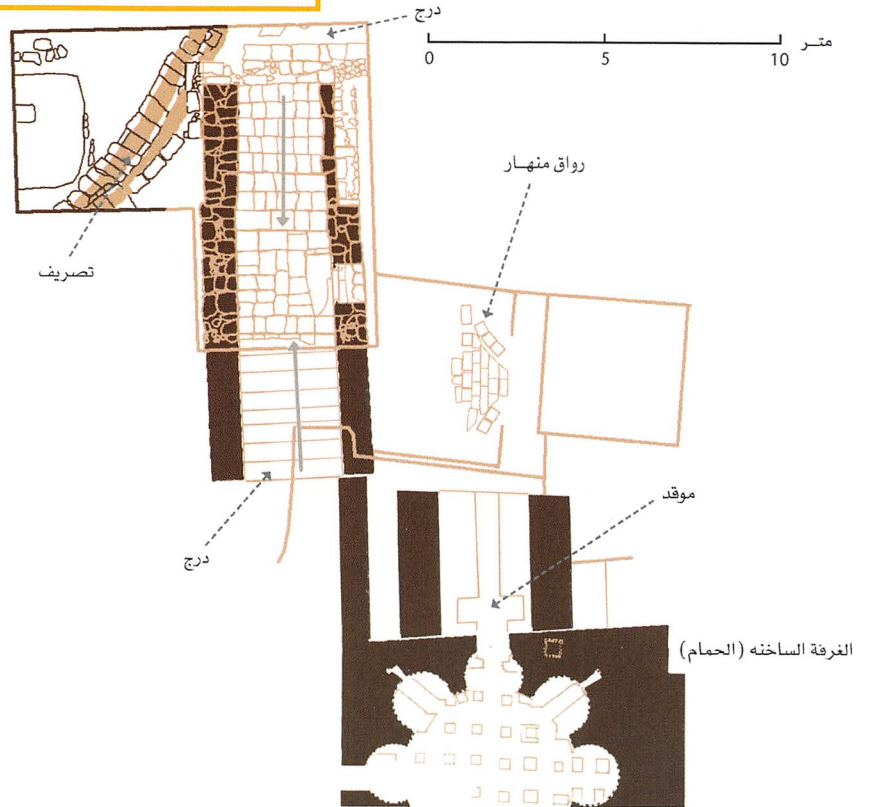 درج
متر
0 5 10
رواق منهار
تصريف
موقد
درج
الغرفة الساخنه (الحمام)